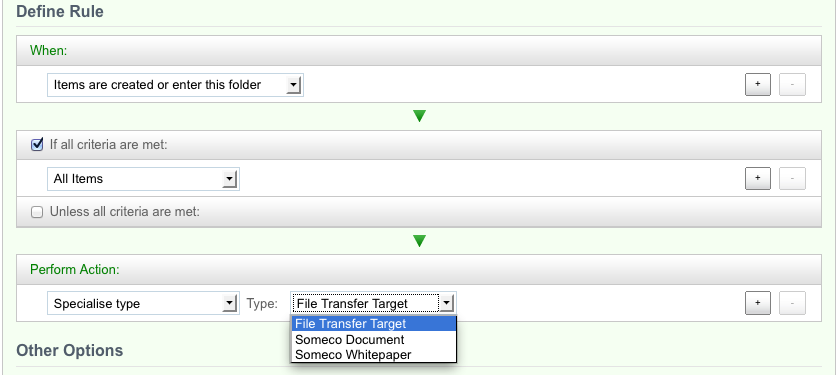 Define Rule
When:
Items are created or enter this folder
+ -
If all criteria are met:
All Items
+ -
Unless all criteria are met:
Perform Action:
Specialise type Type: File Transfer Target
+ -
File Transfer Target
Someco Document
Someco Whitepaper
Other Options